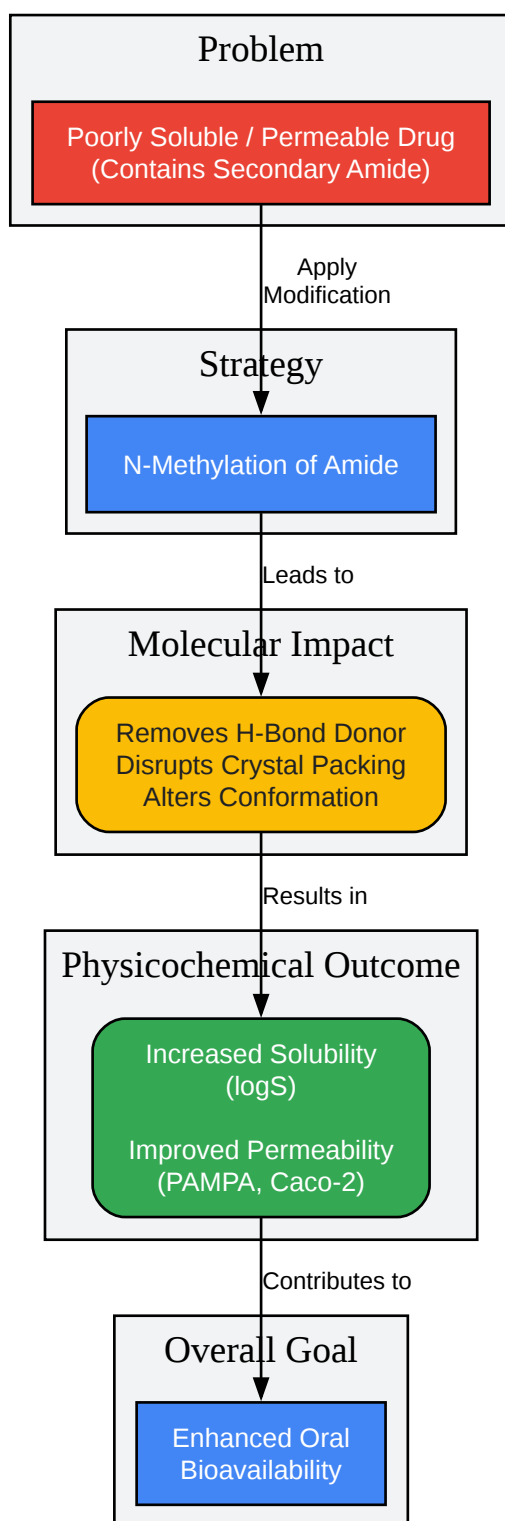 Problem
Poorly Soluble / Permeable Drug
(Contains Secondary Amide)
Apply
Modification
Strategy
N-Methylation of Amide
Leads to
Molecular Impact
Removes H-Bond Donor
Disrupts Crystal Packing
Alters Conformation
Results in
Physicochemical Outcome
Increased Solubility
(logS)
Improved Permeability
(PAMPA, Caco-2)
Contributes to
Overall Goal
Enhanced Oral
Bioavailability